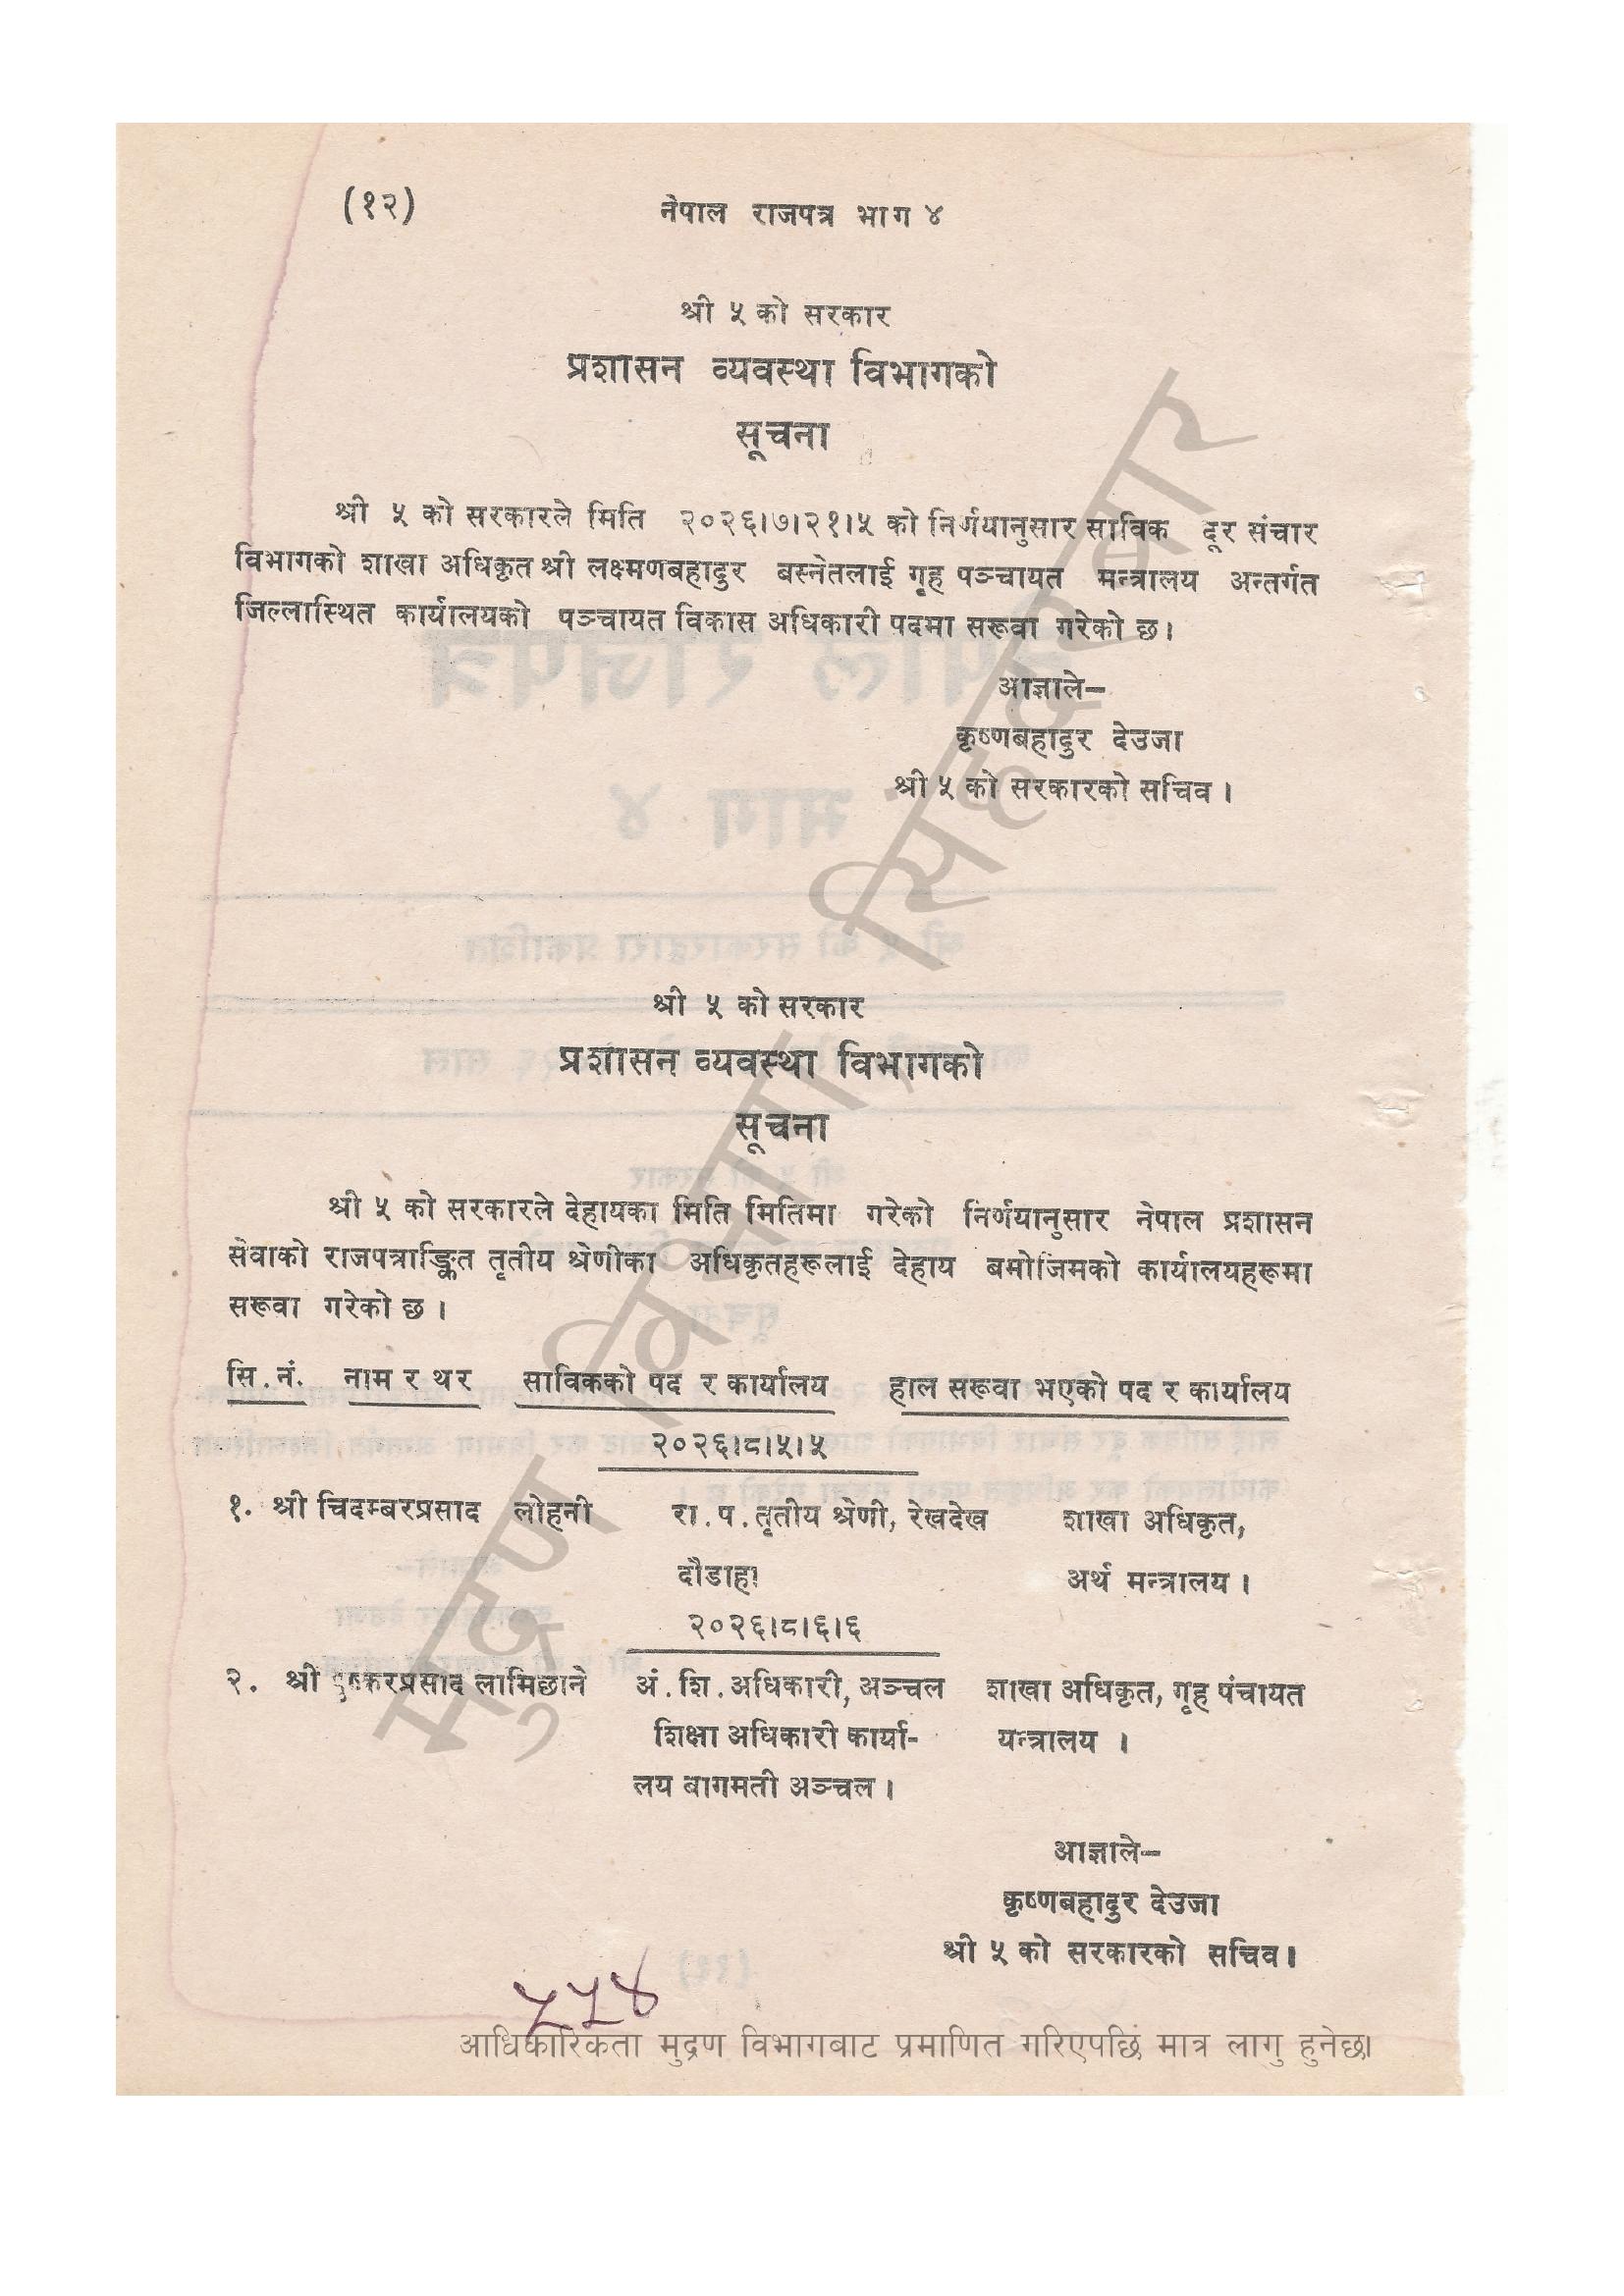 (१२)
नेपाल राजपत्र भाग ४
श्री ५ को सरकार
प्रशासन व्यवस्था विभागको
सूचना
श्री ५ को सरकारले मिति २०२६।७।२१।५ को निर्णयानुसार साविक दूर संचार
विभागको शाखा अधिकृत श्री लक्ष्मणबहादुर बस्नेतलाई गृह पञ्चायत मन्त्रालय अन्तर्गत
जिल्लास्थित कार्यालयको पञ्चायत विकास अधिकारी पदमा सरूवा गरेको छ।
आज्ञाले–
कृष्णबहादुर देउजा
श्री ५ को सरकारको सचिव।
श्री ५ को सरकार
प्रशासन व्यवस्था विभागको
सूचना
श्री ५ को सरकारले देहायका मिति मितिमा गरेको निर्णयानुसार नेपाल प्रशासन
सेवाको राजपत्राङ्कित तृतीय श्रेणीका अधिकृतहरूलाई देहाय बमोजिमको कार्यालयहरूमा
सरूवा गरेको छ।
सि.नं. नाम र थर साविकको पद र कार्यालय हाल सरूवा भएको पद र कार्यालय
२०२६।८।५।५
१. श्री चिदम्बरप्रसाद लोहनी रा.प.तृतीय श्रेणी, रेखदेख शाखा अधिकृत,
दौडाहा अर्थ मन्त्रालय।
२०२६।८।६।६
२. श्री पुष्करप्रसाद लामिछाने अं.शि.अधिकारी, अञ्चल शाखा अधिकृत, गृह पंचायत
शिक्षा अधिकारी कार्या- यन्त्रालय ।
लय बागमती अञ्चल।
आज्ञाले–
कृष्णबहादुर देउजा
श्री ५ को सरकारको सचिव।
५५४
आधिकारिकता मुद्रण विभागबाट प्रमाणित गरिएपछि मात्र लागु हुनेछ।
मुद्रण विभाग, सिंहदरबार